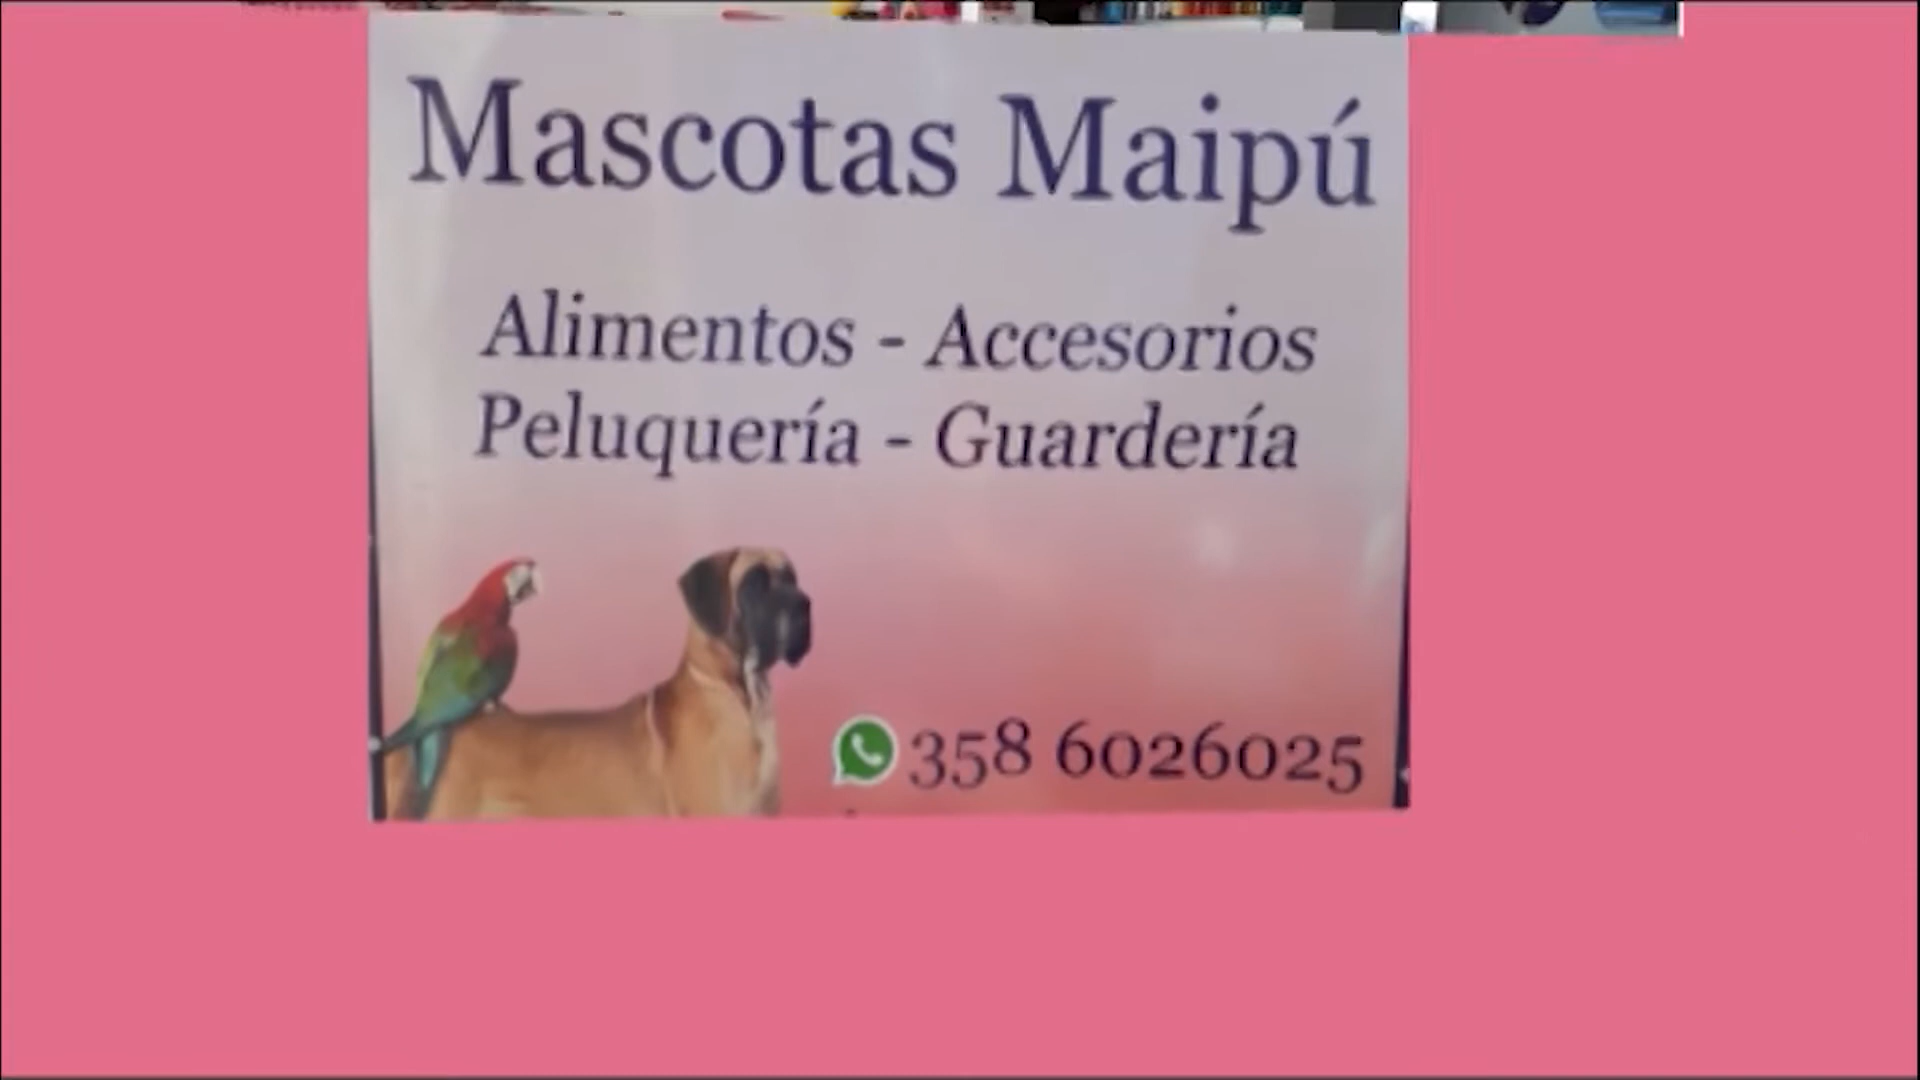 Mascotas Maipú
Alimentos - Accesorios
Peluquería - Guardería
358 6026025